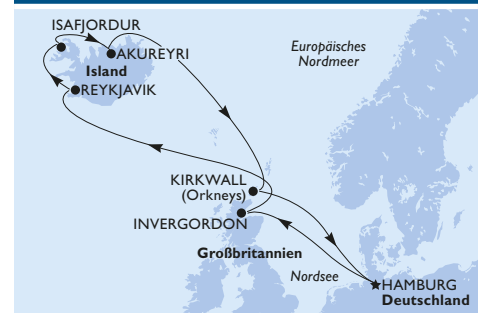 ISAFJORDUR
AKUREYRI
Europäisches
Nordmeer
Island
REYKJAVIK
KIRKWALL
(Orkneys)
INVERGORDON
Großbritannien
Nordsee
HAMBURG
Deutschland